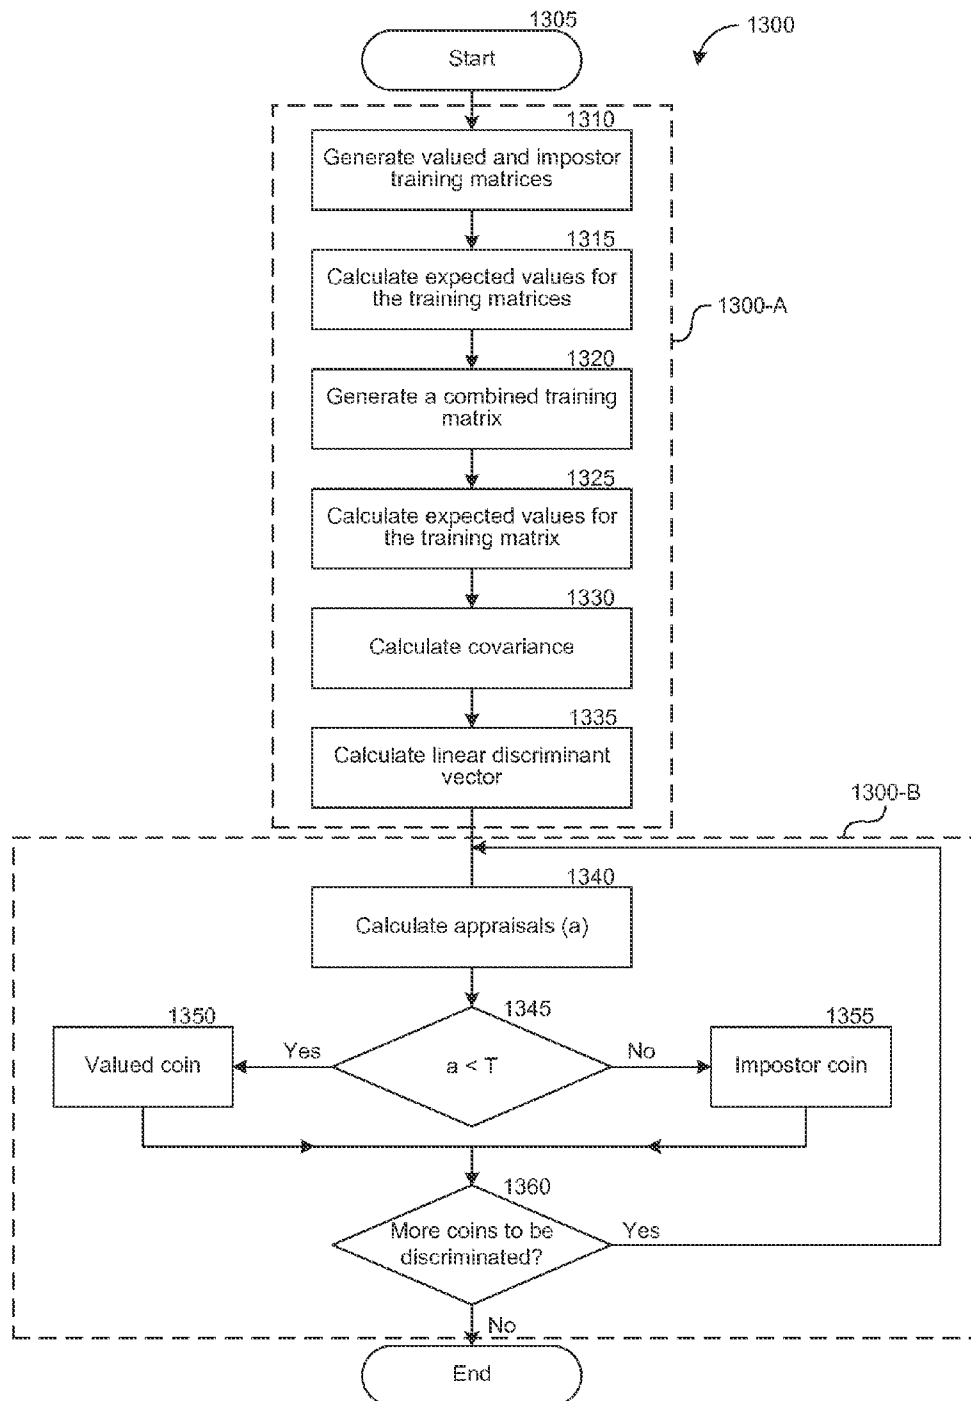 1305
Start
1300
1310
Generate valued and impostor
training matrices
1315
Calculate expected values for
the training matrices
1300-A
1320
Generate a combined training
matrix
1325
Calculate expected values for
the training matrix
1330
Calculate covariance
1335
Calculate linear discriminant
vector
1300-B
1340
Calculate appraisals (a)
1345
1350
Valued coin
Yes
a < T
No
1355
Impostor coin
1360
More coins to be
discriminated?
Yes
No
End